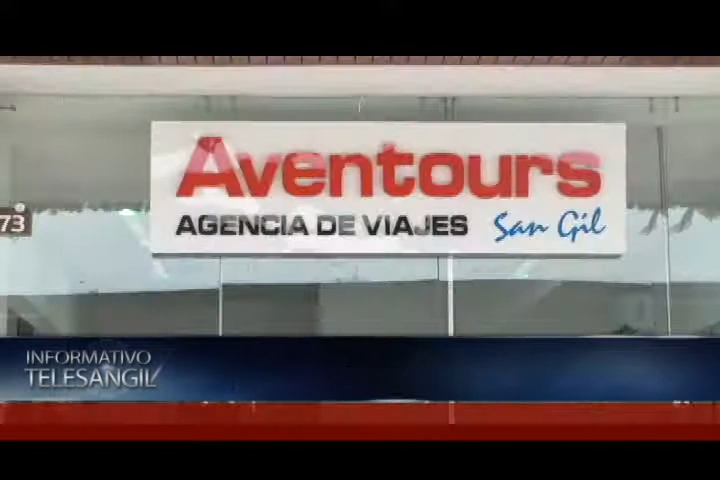 Aventours
AGENCIA DE VIAJES San Gil
73
INFORMATIVO
TELESANGIL